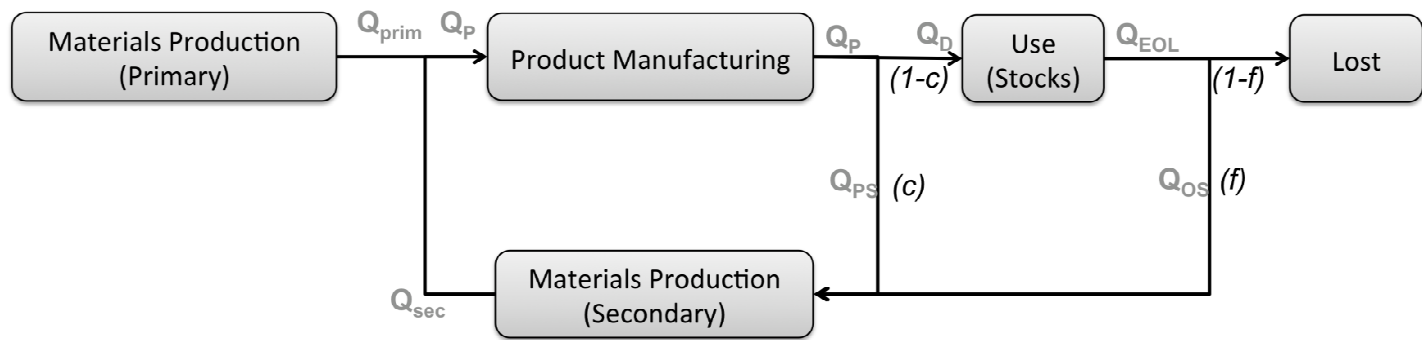 Materials Production
(Primary)
Qprim
QP
Product Manufacturing
QP
QD
(1-c)
Use
(Stocks)
QEOL
(1-f)
Lost
QPS
(c)
QOS
(f)
Materials Production
(Secondary)
Qsec